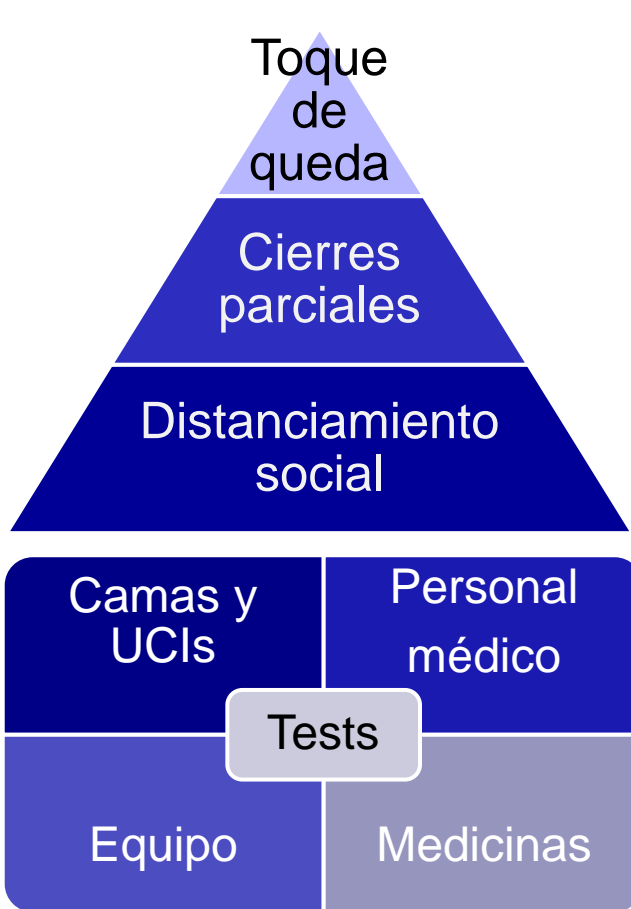 Toque
de
queda
Cierres
parciales
Distanciamiento
social
Camas y
UCIs
Personal
médico
Tests
Equipo
Medicinas